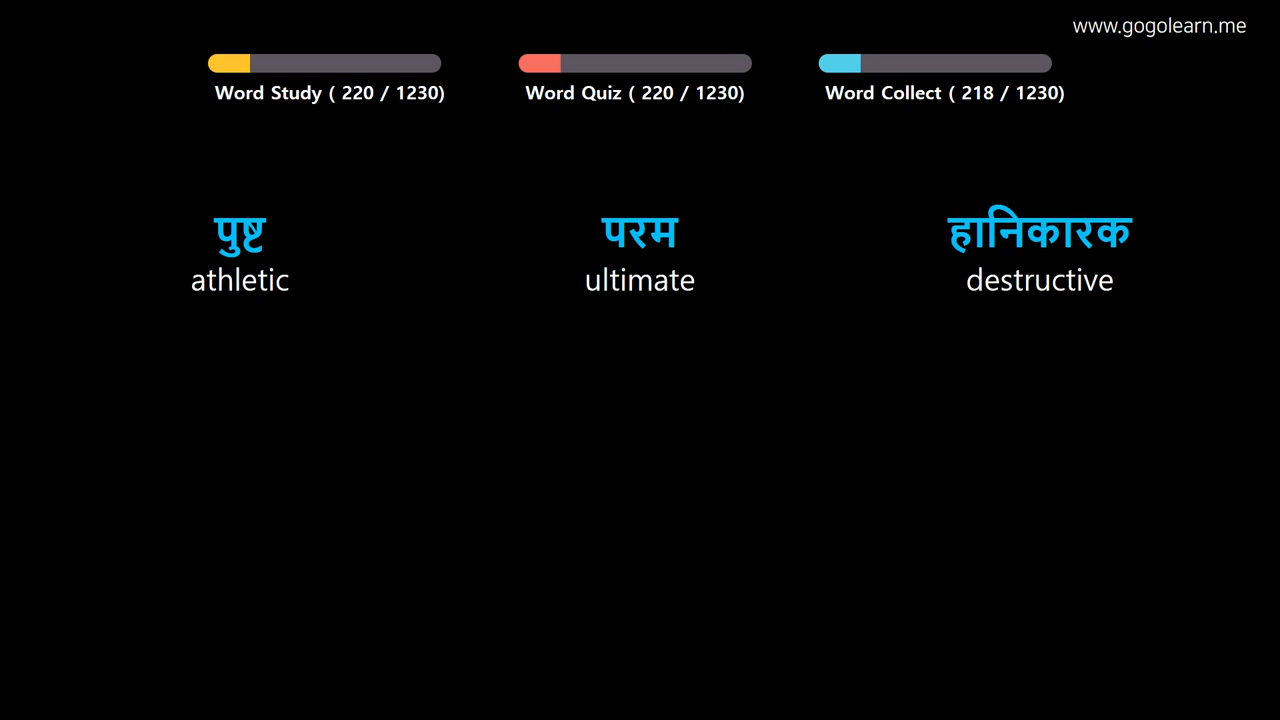 www.gogolearn.me
Word Study ( 220 / 1230)
Word Quiz ( 220 / 1230)
Word Collect ( 218 / 1230)
पुष्ट
athletic
परम
ultimate
हानिकारक
destructive